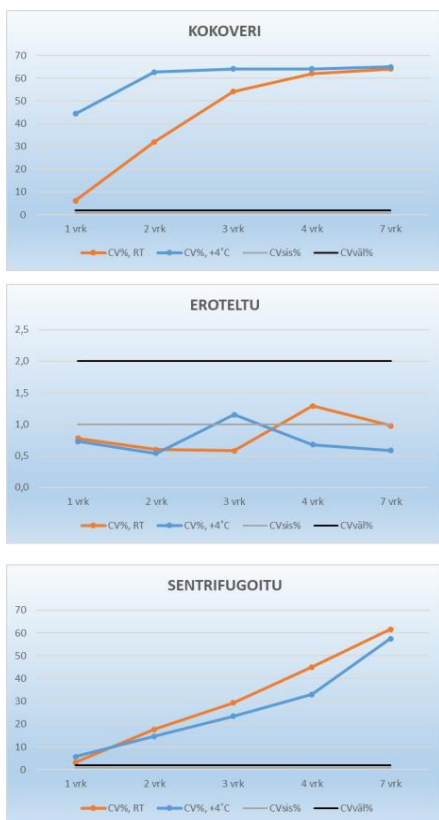 KOKOVERI
70
60
50
40
30
20
10
0
1 vrk 2 vrk 3 vrk 4 vrk 7 vrk
CV%, RT CV%, +4˚C CVsis% CVväl%
EROTELTU
2,5
2,0
1,5
1,0
0,5
0,0
1 vrk 2 vrk 3 vrk 4 vrk 7 vrk
CV%, RT CV%, +4˚C CVsis% CVväl%
SENTRIFUGOITU
70
60
50
40
30
20
10
0
1 vrk 2 vrk 3 vrk 4 vrk 7 vrk
CV%, RT CV%, +4˚C CVsis% CVväl%